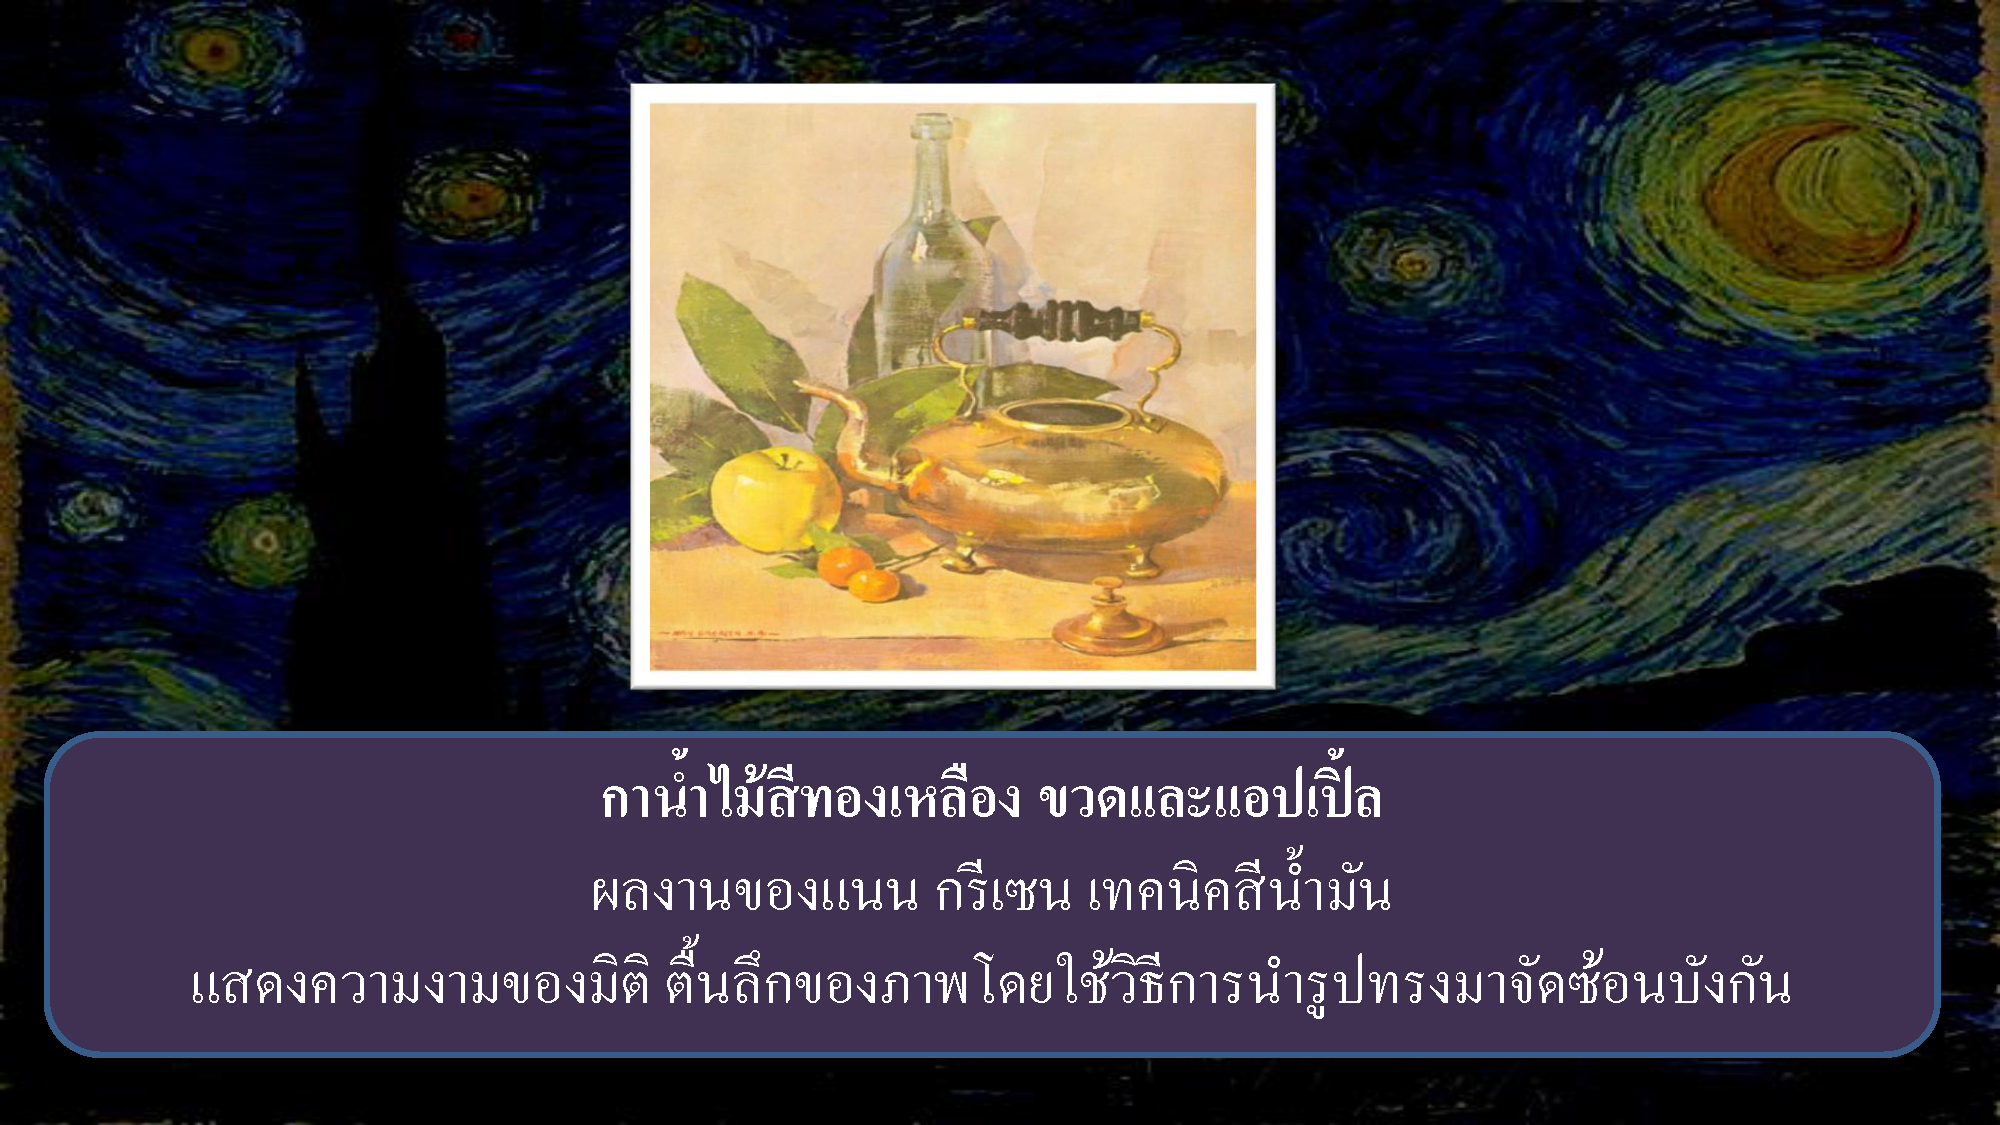 กาน้ำไม้สีทองเหลือง ขวดและแอปเปิ้ล
ผลงานของแนน กรีเซน เทคนิคสีน้ำมัน
แสดงความงามของมิติ ตื้นลึกของภาพโดยใช้วิธีการนำรูปทรงมาจัดซ้อนบังกัน